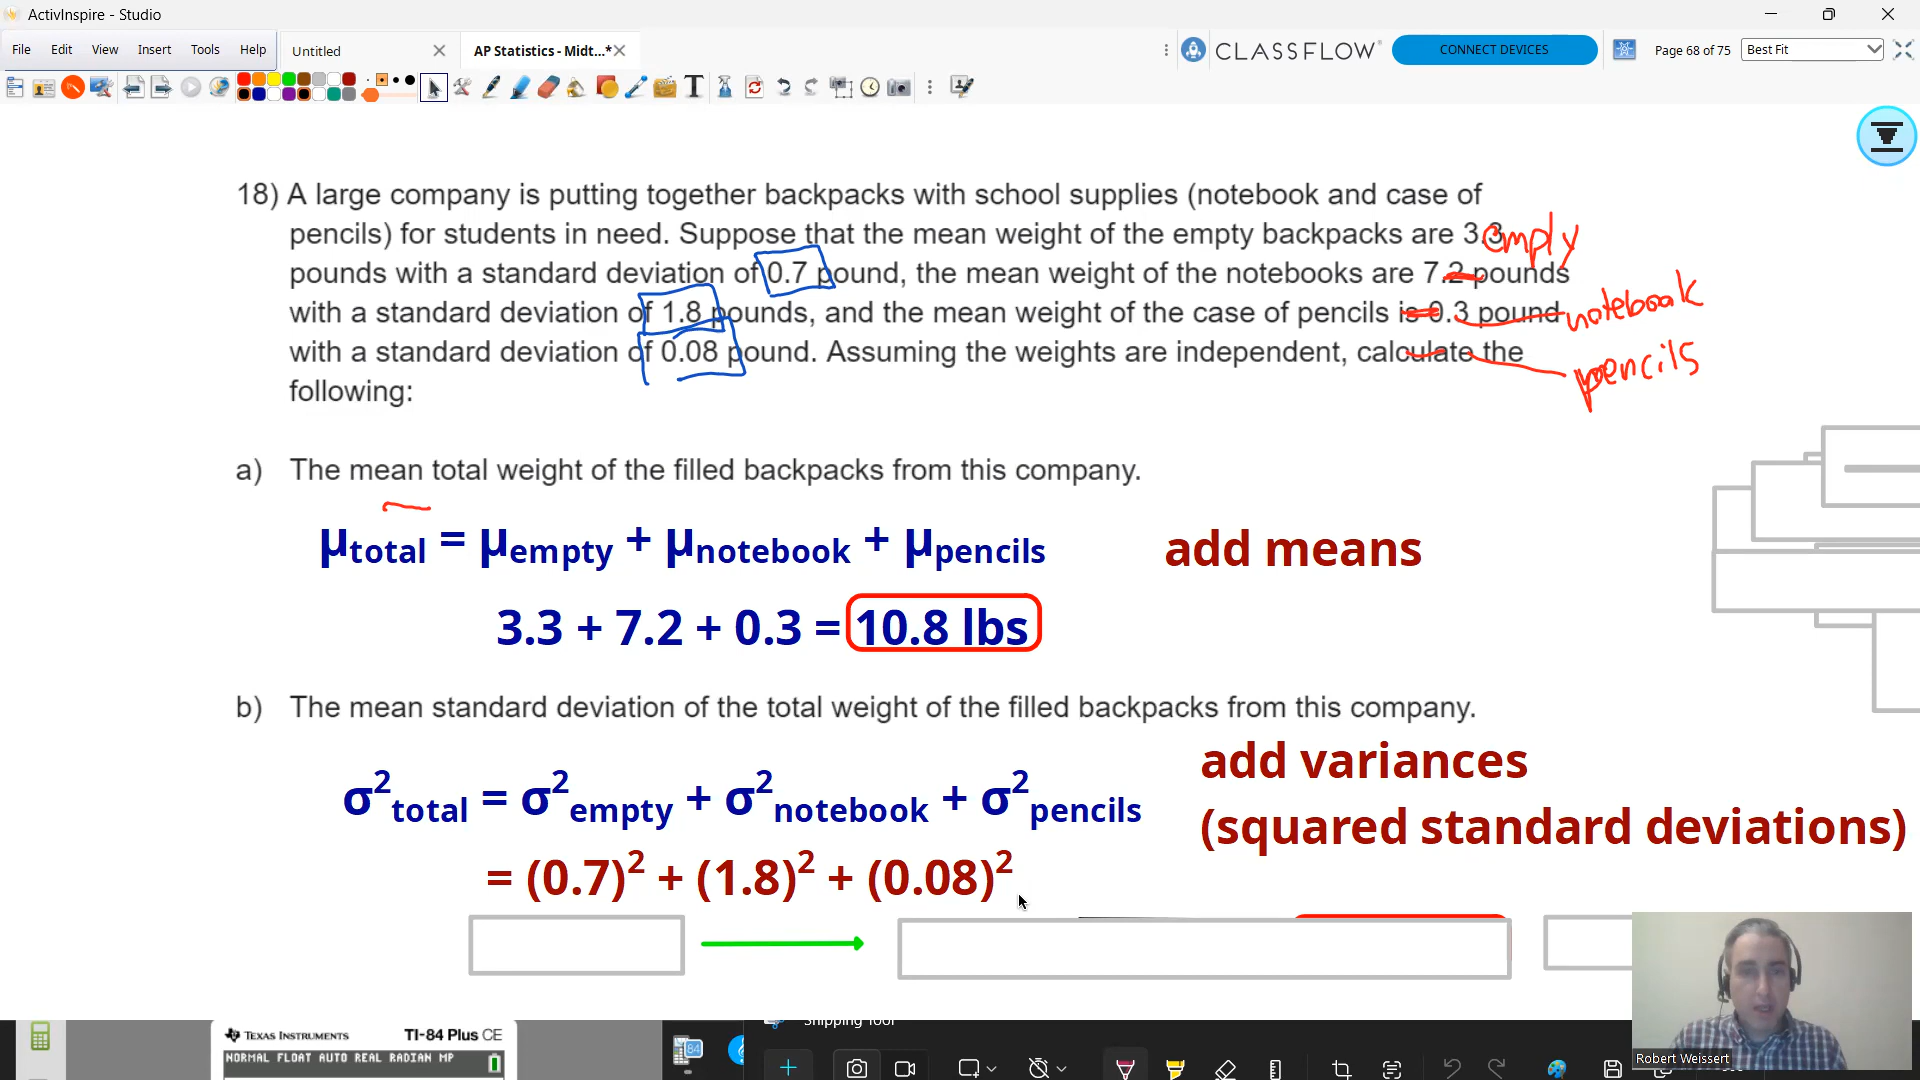 ActivInspire - Studio
File Edit View Insert Tools Help
Untitled
AP Statistics - Midt...*
CLASSFLOW
CONNECT DEVICES
Page 68 of 75
Best Fit
18) A large company is putting together backpacks with school supplies (notebook and case of
pencils) for students in need. Suppose that the mean weight of the empty backpacks are 3.3
empty
pounds with a standard deviation of 0.7 pound, the mean weight of the notebooks are 7.2 pounds
with a standard deviation of 1.8 pounds, and the mean weight of the case of pencils is 0.3 pound
notebook
with a standard deviation of 0.08 pound. Assuming the weights are independent, calculate the
pencils
following:
a) The mean total weight of the filled backpacks from this company.
μtotal = μempty + μnotebook + μpencils
add means
3.3 + 7.2 + 0.3 = 10.8 lbs
b) The mean standard deviation of the total weight of the filled backpacks from this company.
add variances
σ²total = σ²empty + σ²notebook + σ²pencils
(squared standard deviations)
= (0.7)² + (1.8)² + (0.08)²
TEXAS INSTRUMENTS TI-84 Plus CE
NORMAL FLOAT AUTO REAL RADIAN MP
84
Snipping Tool
Robert Weissert